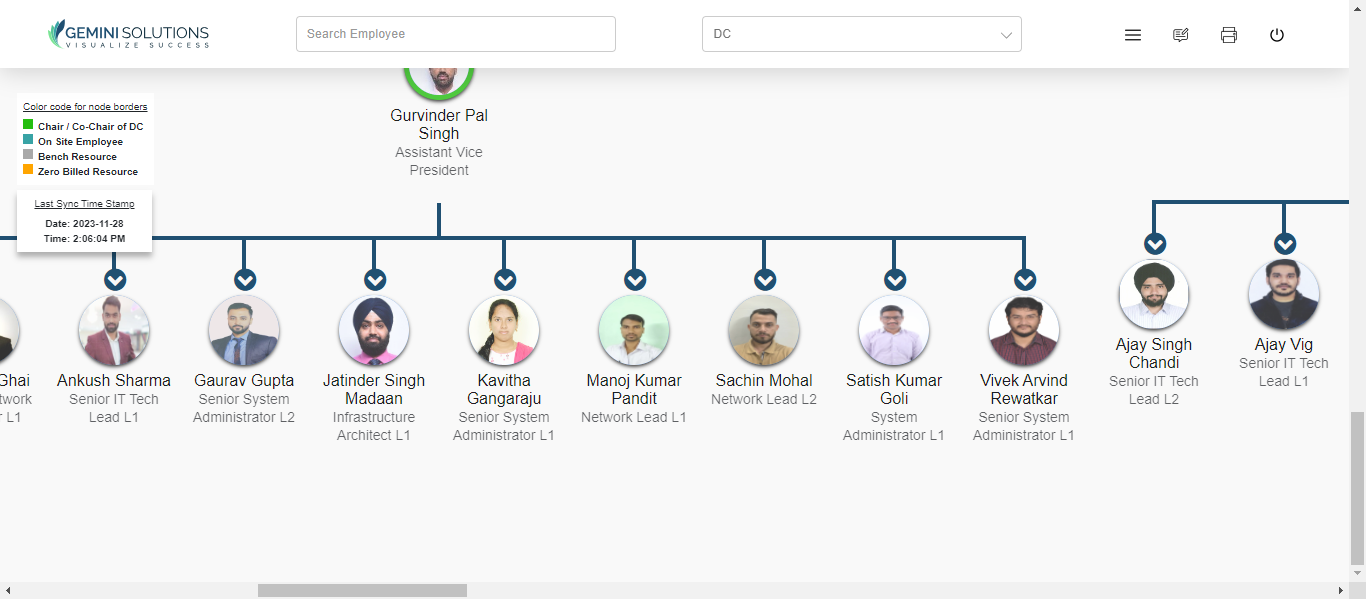 GEMINI SOLUTIONS
VISUALIZE SUCCESS
Search Employee
DC
Color code for node borders
Chair / Co-Chair of DC
On Site Employee
Bench Resource
Zero Billed Resource
Last Sync Time Stamp
Date: 2023-11-28
Time: 2:06:04 PM
Gurvinder Pal
Singh
Assistant Vice
President
Ghai
twork
r L1
Ankush Sharma
Senior IT Tech
Lead L1
Gaurav Gupta
Senior System
Administrator L2
Jatinder Singh
Madaan
Infrastructure
Architect L1
Kavitha
Gangaraju
Senior System
Administrator L1
Manoj Kumar
Pandit
Network Lead L1
Sachin Mohal
Network Lead L2
Satish Kumar
Goli
System
Administrator L1
Vivek Arvind
Rewatkar
Senior System
Administrator L1
Ajay Singh
Chandi
Senior IT Tech
Lead L2
Ajay Vig
Senior IT Tech
Lead L1